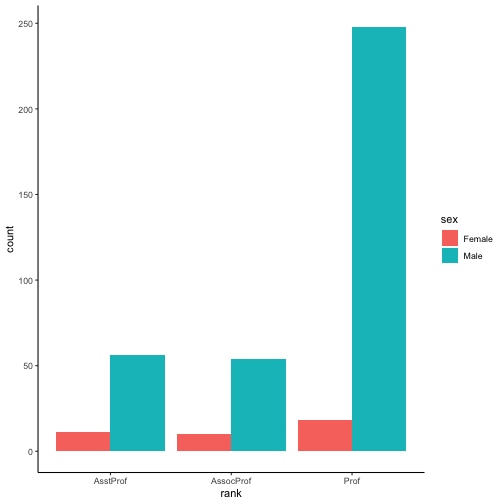 250
200
150
100
50
0
count
AsstProf
AssocProf
Prof
rank
sex
Female
Male